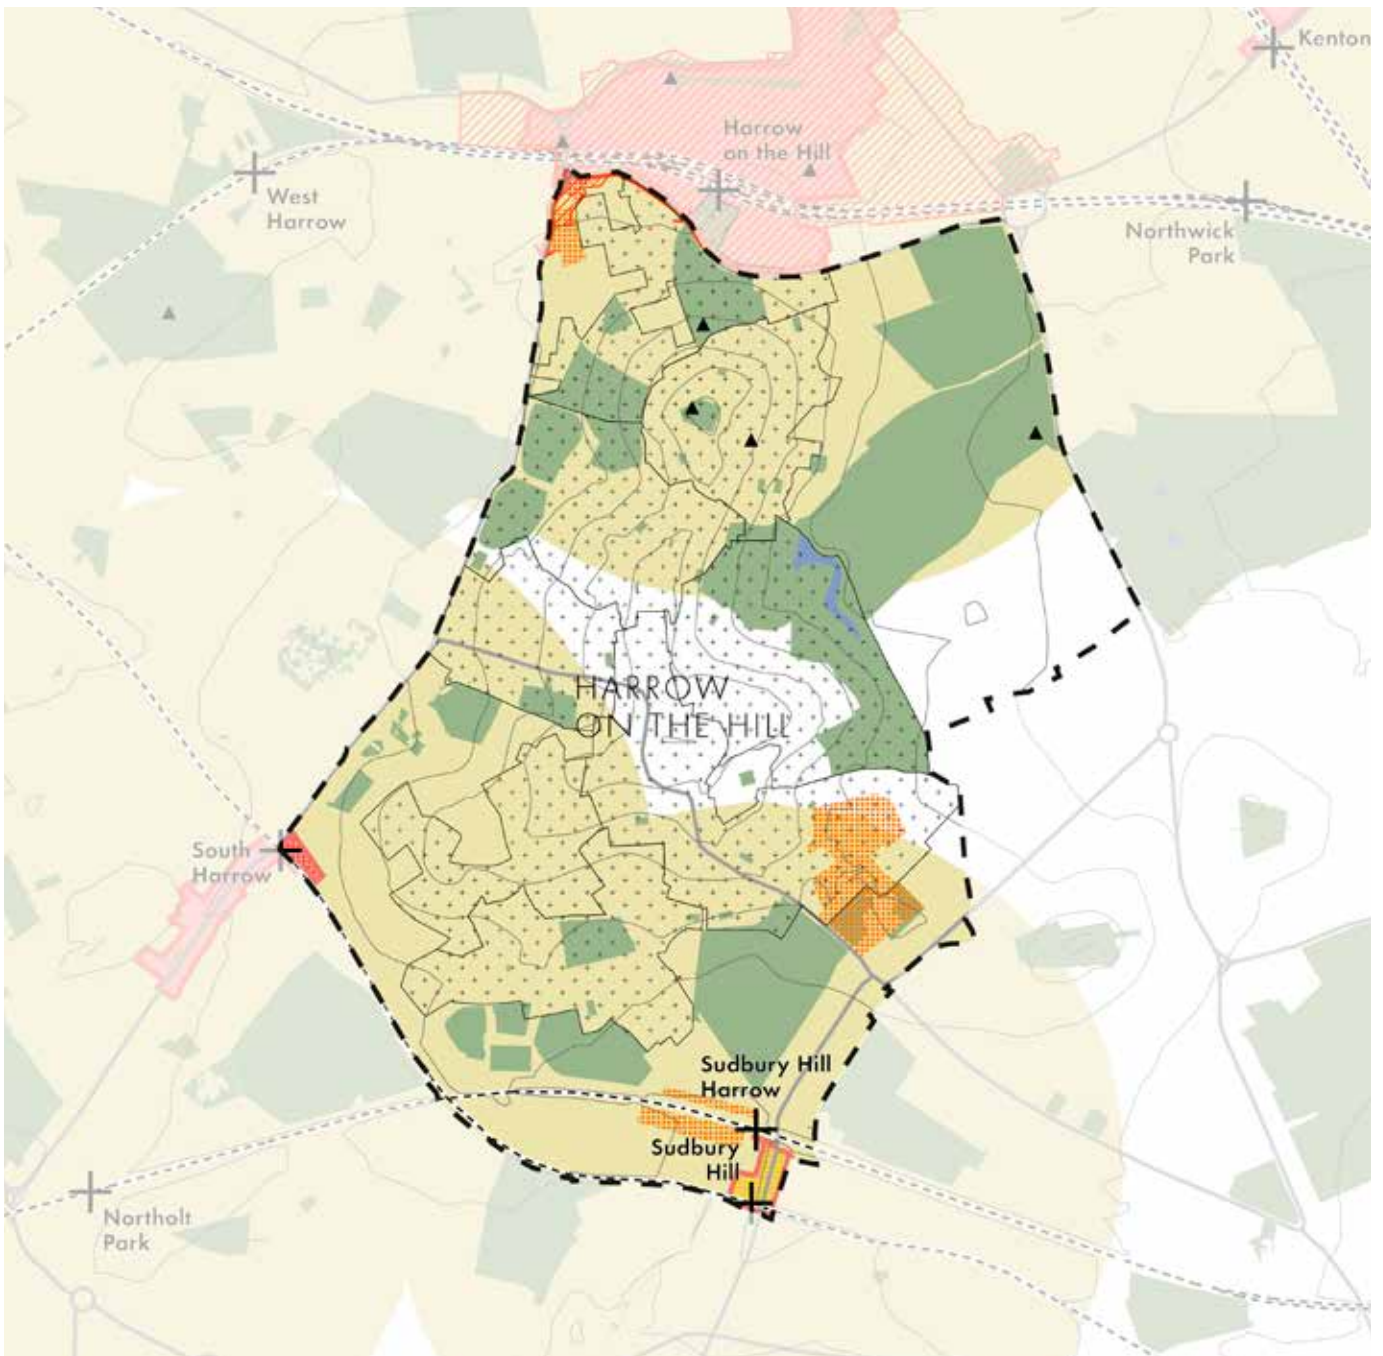 Kenton
Harrow
on the Hill
West
Harrow
Northwick
Park
HARROW
ON THE HILL
South
Harrow
Sudbury Hill
Harrow
Sudbury
Hill
Northolt
Park